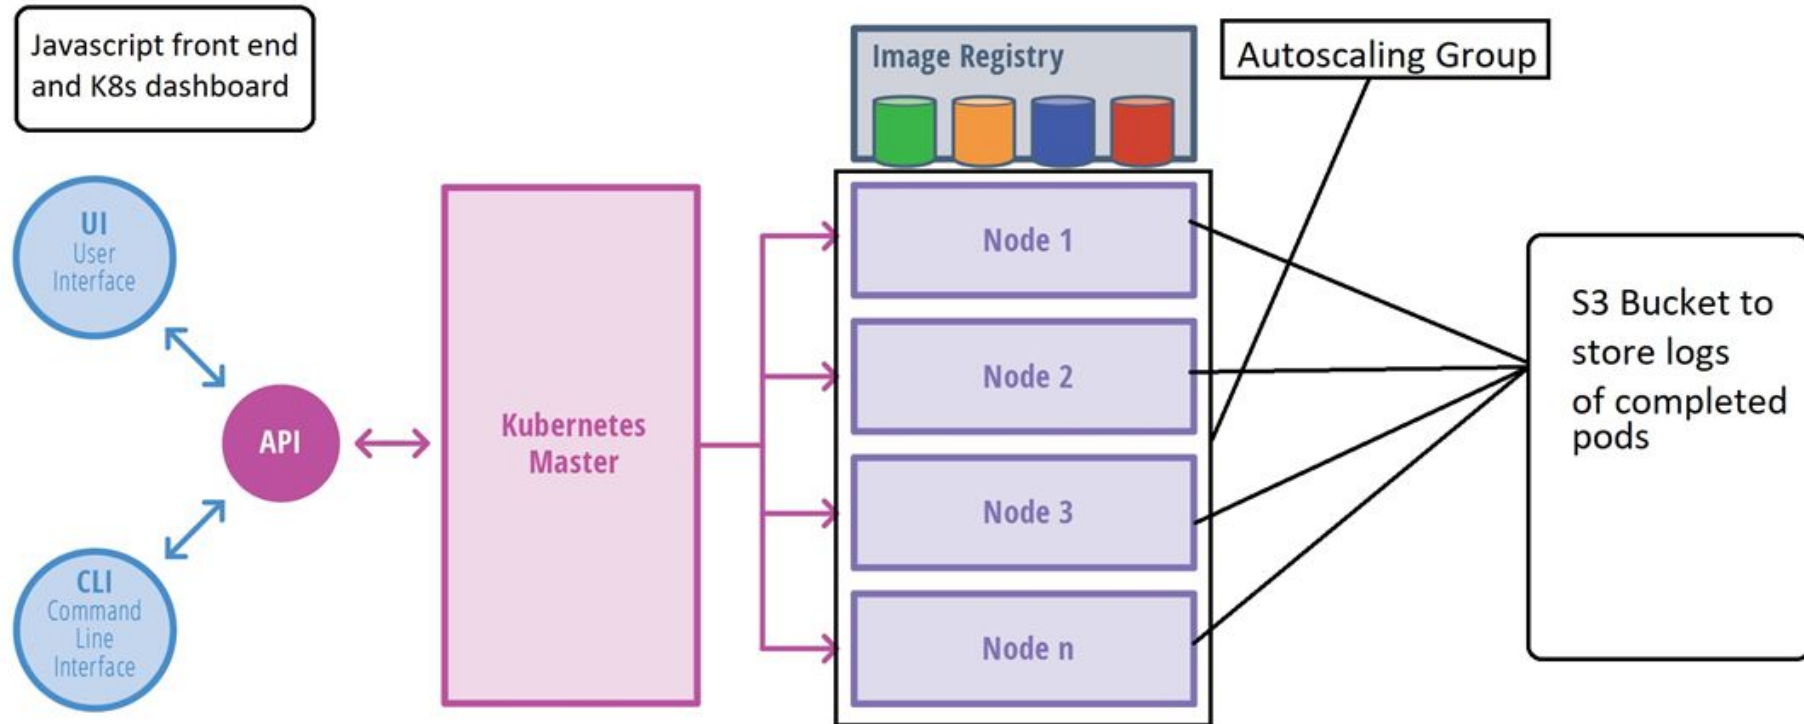 Javascript front end
and K8s dashboard
UI
User
Interface
API
CLI
Command
Line
Interface
Kubernetes
Master
Image Registry
Node 1
Node 2
Node 3
Node n
Autoscaling Group
S3 Bucket to
store logs
of completed
pods